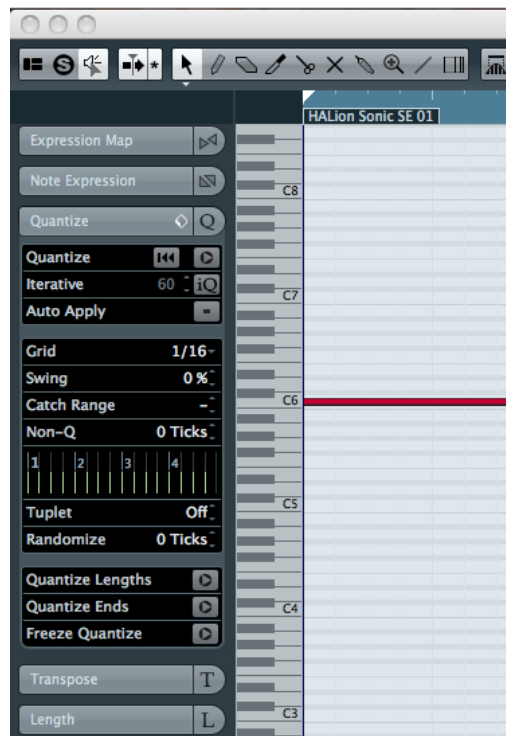 HALion Sonic SE 01
Expression Map
Note Expression
Quantize Q
Quantize
Iterative 60 iQ
Auto Apply
Grid 1/16
Swing 0 %
Catch Range -
Non-Q 0 Ticks
1 2 3 4
Tuplet Off
Randomize 0 Ticks
Quantize Lengths
Quantize Ends
Freeze Quantize
Transpose T
Length L
C8
C7
C6
C5
C4
C3